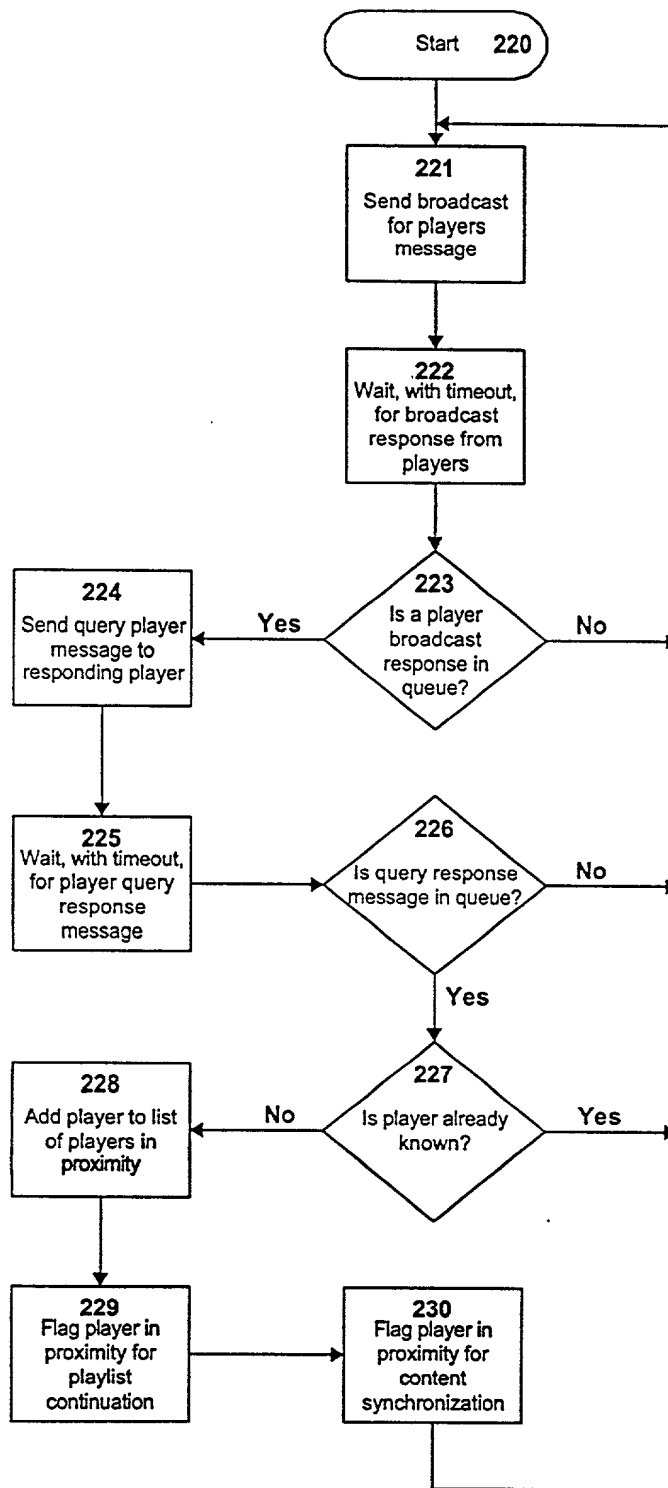 Start 220
221
Send broadcast
for players
message
222
Wait, with timeout,
for broadcast
response from
players
223
Is a player
broadcast
response in
queue?
Yes
No
224
Send query player
message to
responding player
225
Wait, with timeout,
for player query
response
message
226
Is query response
message in queue?
No
Yes
227
Is player already
known?
No
Yes
228
Add player to list
of players in
proximity
229
Flag player in
proximity for
playlist
continuation
230
Flag player in
proximity for
content
synchronization